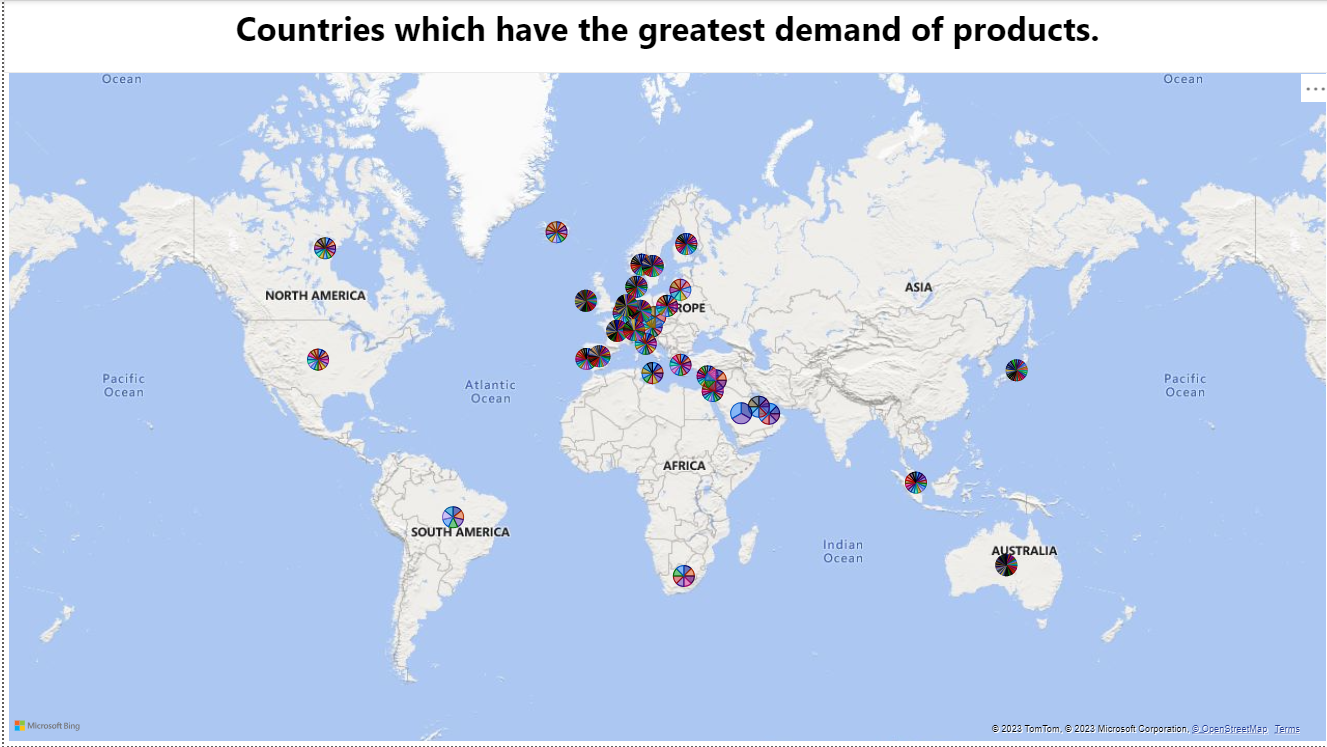 Countries which have the greatest demand of products.
Ocean
Ocean
NORTH AMERICA
ASIA
ROPE
Pacific
Ocean
Atlantic
Ocean
Pacific
Ocean
AFRICA
SOUTH AMERICA
Indian
Ocean
AUSTRALIA
Microsoft Bing
© 2023 TomTom, © 2023 Microsoft Corporation, © OpenStreetMap Terms